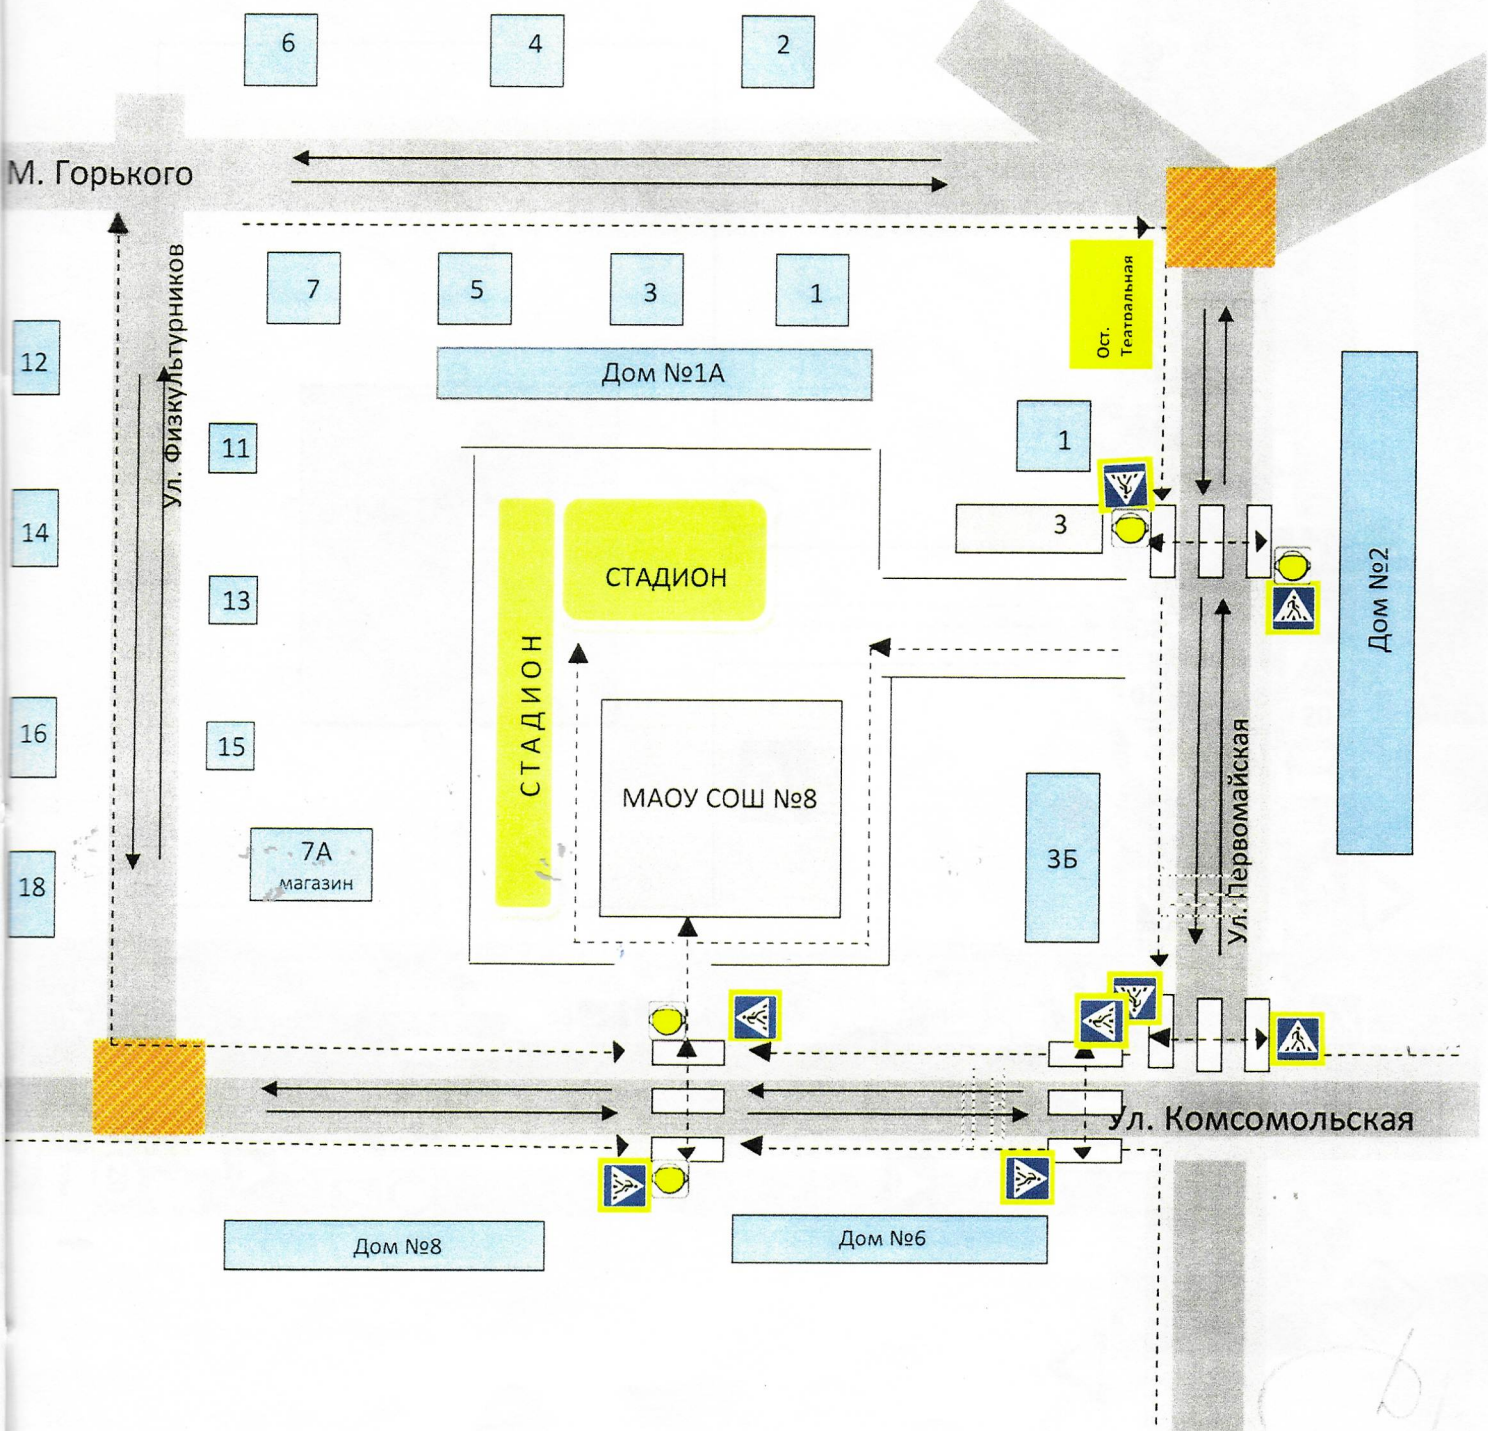 6
4
2
М. Горького
7
5
3
1
Ост.
Театральная
Ул. Физкультурников
12
Дом №1А
11
1
14
3
СТАДИОН
13
Дом №2
СТАДИОН
16
15
МАОУ СОШ №8
Ул. Первомайская
7А
магазин
3Б
18
Ул. Комсомольская
Дом №8
Дом №6